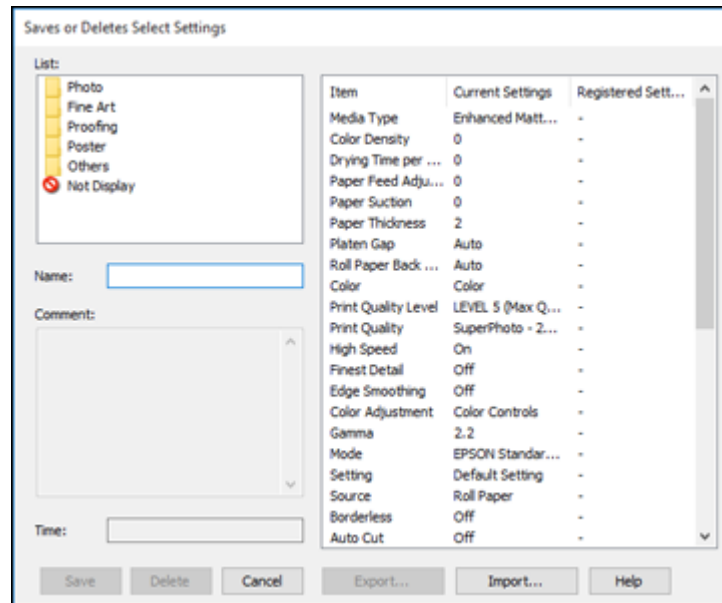 Saves or Deletes Select Settings
List:
Photo
Fine Art
Proofing
Poster
Others
Not Display
Name:
Comment:
Time:
Item Current Settings Registered Sett...
Media Type Enhanced Matt... -
Color Density 0 -
Drying Time per ... 0 -
Paper Feed Adju... 0 -
Paper Suction 0 -
Paper Thickness 2 -
Platen Gap Auto -
Roll Paper Back ... Auto -
Color Color -
Print Quality Level LEVEL 5 (Max Q... -
Print Quality SuperPhoto - 2... -
High Speed On -
Finest Detail Off -
Edge Smoothing Off -
Color Adjustment Color Controls -
Gamma 2.2 -
Mode EPSON Standar... -
Setting Default Setting -
Source Roll Paper -
Borderless Off -
Auto Cut Off -
Save Delete Cancel Export... Import... Help